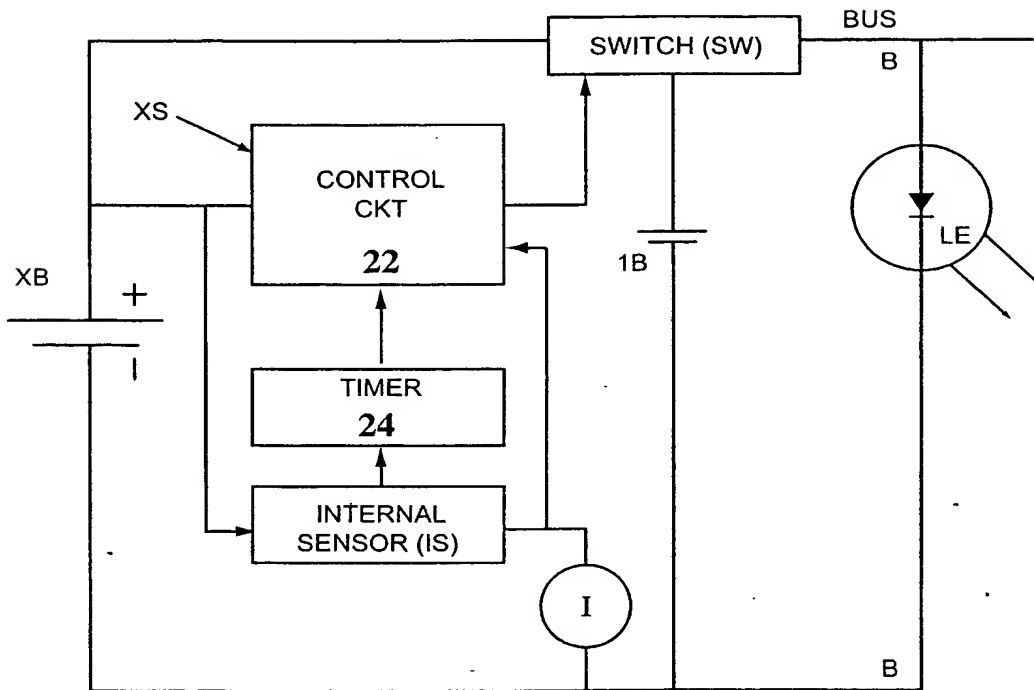 BUS
SWITCH (SW)
B
XS
CONTROL
CKT
22
LE
1B
XB
+
−
TIMER
24
INTERNAL
SENSOR (IS)
I
B